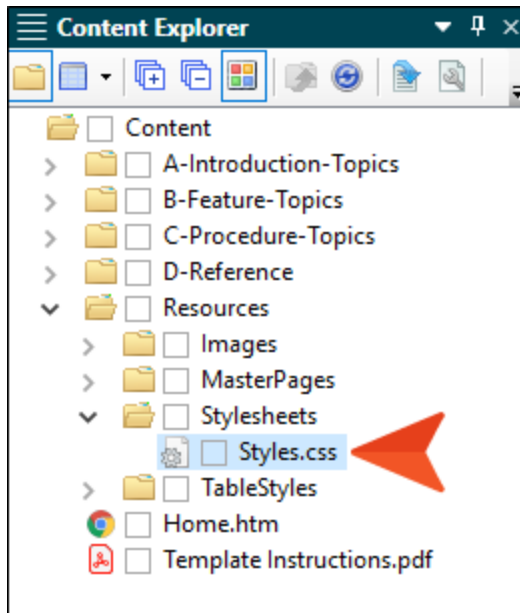 Content Explorer
Content
A-Introduction-Topics
B-Feature-Topics
C-Procedure-Topics
D-Reference
Resources
Images
MasterPages
Stylesheets
Styles.css
TableStyles
Home.htm
Template Instructions.pdf